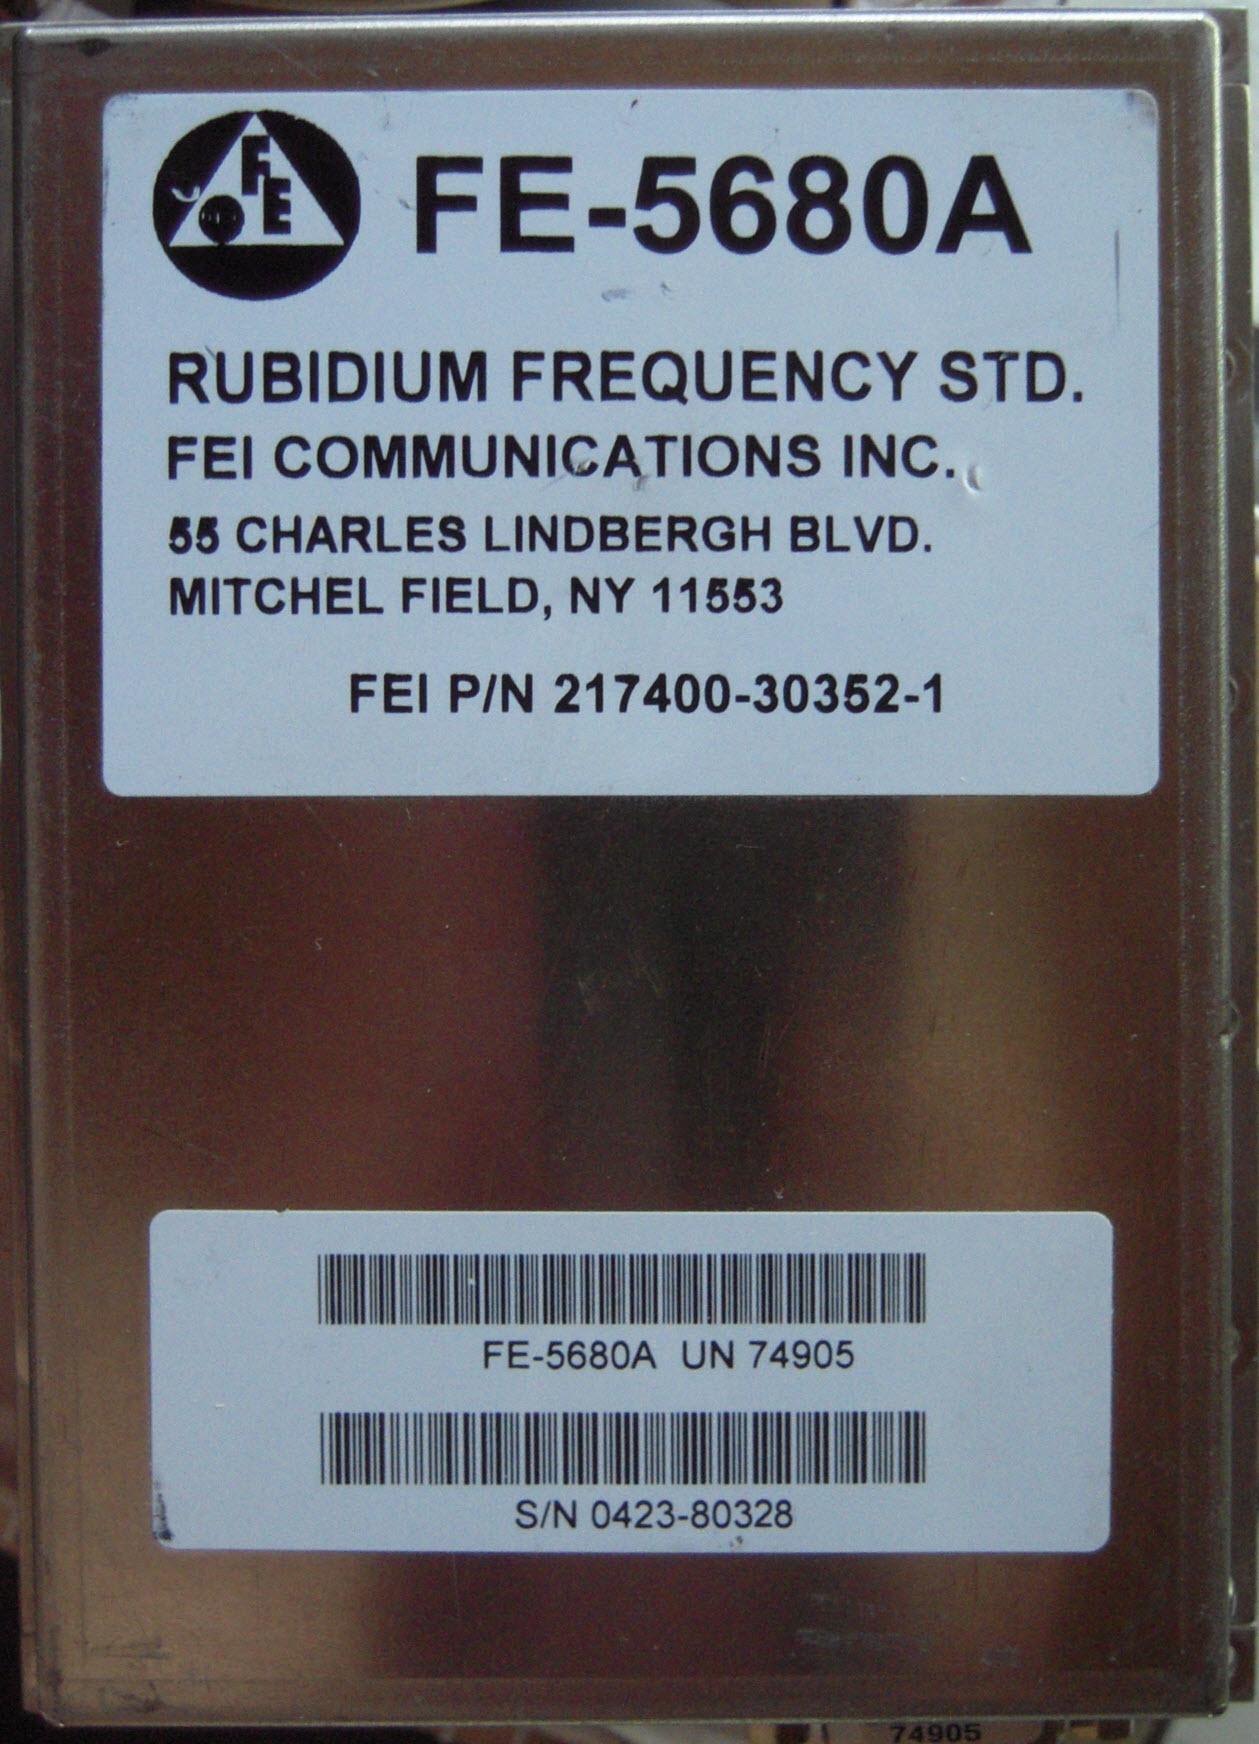 FE
FE-5680A
RUBIDIUM FREQUENCY STD.
FEI COMMUNICATIONS INC.
55 CHARLES LINDBERGH BLVD.
MITCHEL FIELD, NY 11553
FEI P/N 217400-30352-1
FE-5680A UN 74905
S/N 0423-80328
74905